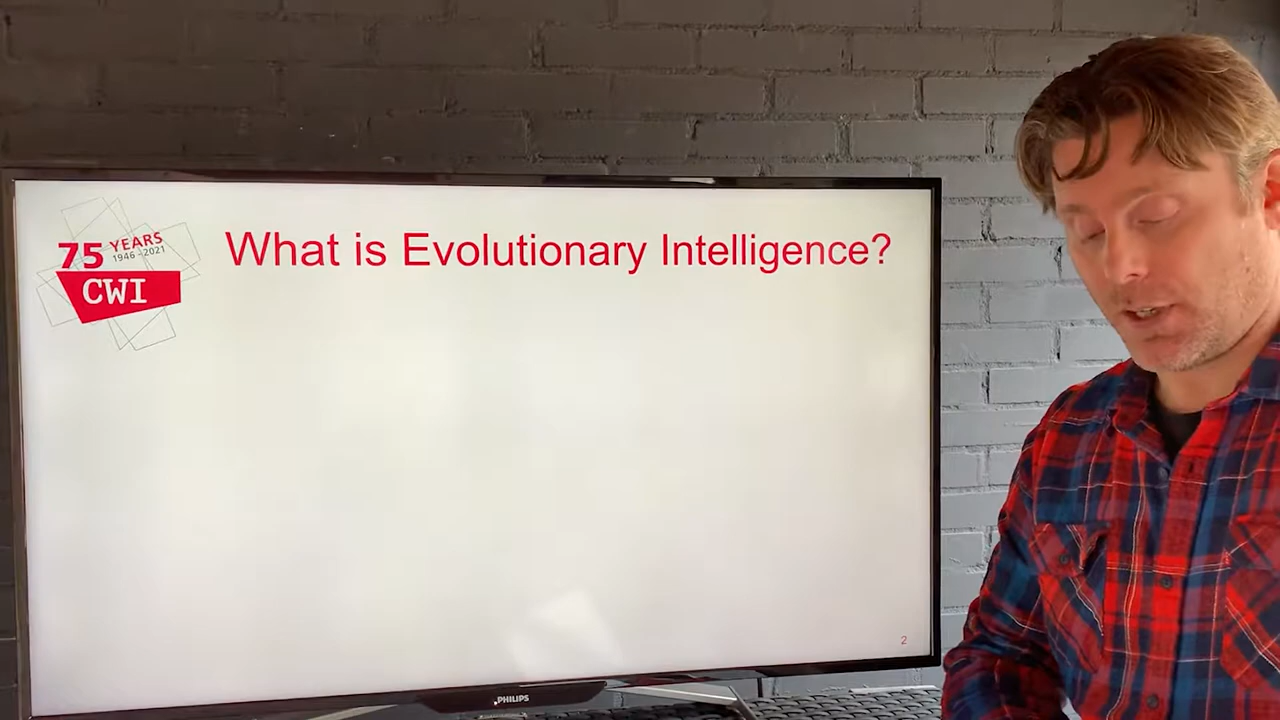 75 YEARS
1946 - 2021
CWI
What is Evolutionary Intelligence?
2
PHILIPS